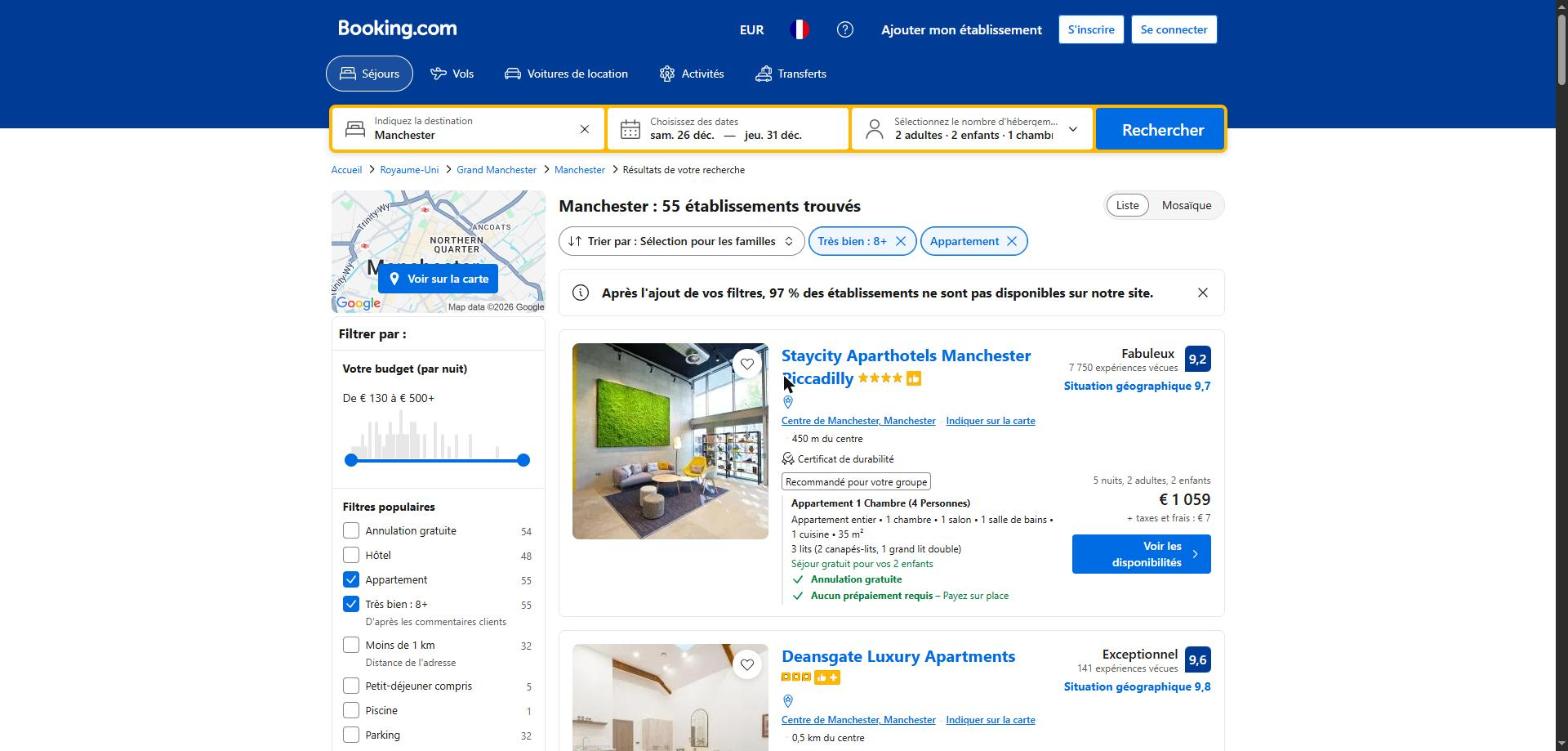 Booking.com
EUR
Ajouter mon établissement
S'inscrire
Se connecter
Séjours
Vols
Voitures de location
Activités
Transferts
Indiquez la destination
Manchester
Choisissez des dates
sam. 26 déc. — jeu. 31 déc.
Sélectionnez le nombre d'hébergem...
2 adultes · 2 enfants · 1 chambr
Rechercher
Accueil > Royaume-Uni > Grand Manchester > Manchester > Résultats de votre recherche
Trinity Wy
ANCOATS
NORTHERN
QUARTER
Voir sur la carte
Google
Map data ©2026 Google
Filtrer par :
Votre budget (par nuit)
De € 130 à € 500+
Filtres populaires
Annulation gratuite 54
Hôtel 48
Appartement 55
Très bien : 8+ 55
D'après les commentaires clients
Moins de 1 km 32
Distance de l'adresse
Petit-déjeuner compris 5
Piscine 1
Parking 32
Manchester : 55 établissements trouvés
Liste
Mosaïque
Trier par : Sélection pour les familles
Très bien : 8+
Appartement
Après l'ajout de vos filtres, 97 % des établissements ne sont pas disponibles sur notre site.
Staycity Aparthotels Manchester
Piccadilly
Fabuleux
7 750 expériences vécues
9,2
Situation géographique 9,7
Centre de Manchester, Manchester
Indiquer sur la carte
450 m du centre
Certificat de durabilité
Recommandé pour votre groupe
Appartement 1 Chambre (4 Personnes)
Appartement entier • 1 chambre • 1 salon • 1 salle de bains •
1 cuisine • 35 m²
3 lits (2 canapés-lits, 1 grand lit double)
Séjour gratuit pour vos 2 enfants
Annulation gratuite
Aucun prépaiement requis – Payez sur place
5 nuits, 2 adultes, 2 enfants
€ 1 059
+ taxes et frais : € 7
Voir les
disponibilités
Deansgate Luxury Apartments
Exceptionnel
141 expériences vécues
9,6
Situation géographique 9,8
Centre de Manchester, Manchester
Indiquer sur la carte
0,5 km du centre